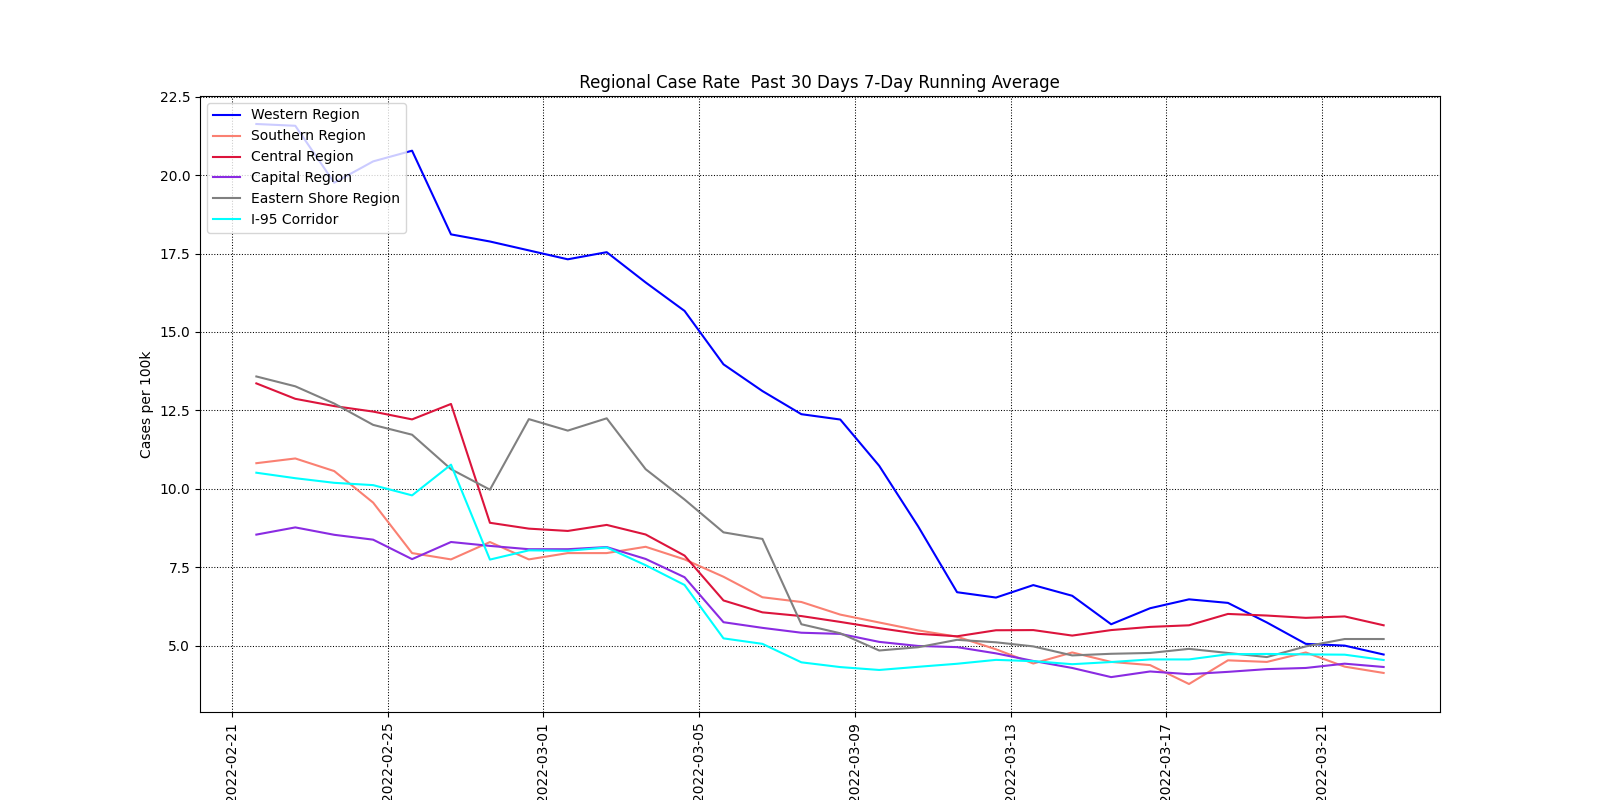 Regional Case Rate  Past 30 Days 7-Day Running Average
22.5
20.0
17.5
15.0
12.5
10.0
7.5
5.0
Cases per 100k
Western Region
Southern Region
Central Region
Capital Region
Eastern Shore Region
I-95 Corridor
2022-02-21
2022-02-25
2022-03-01
2022-03-05
2022-03-09
2022-03-13
2022-03-17
2022-03-21